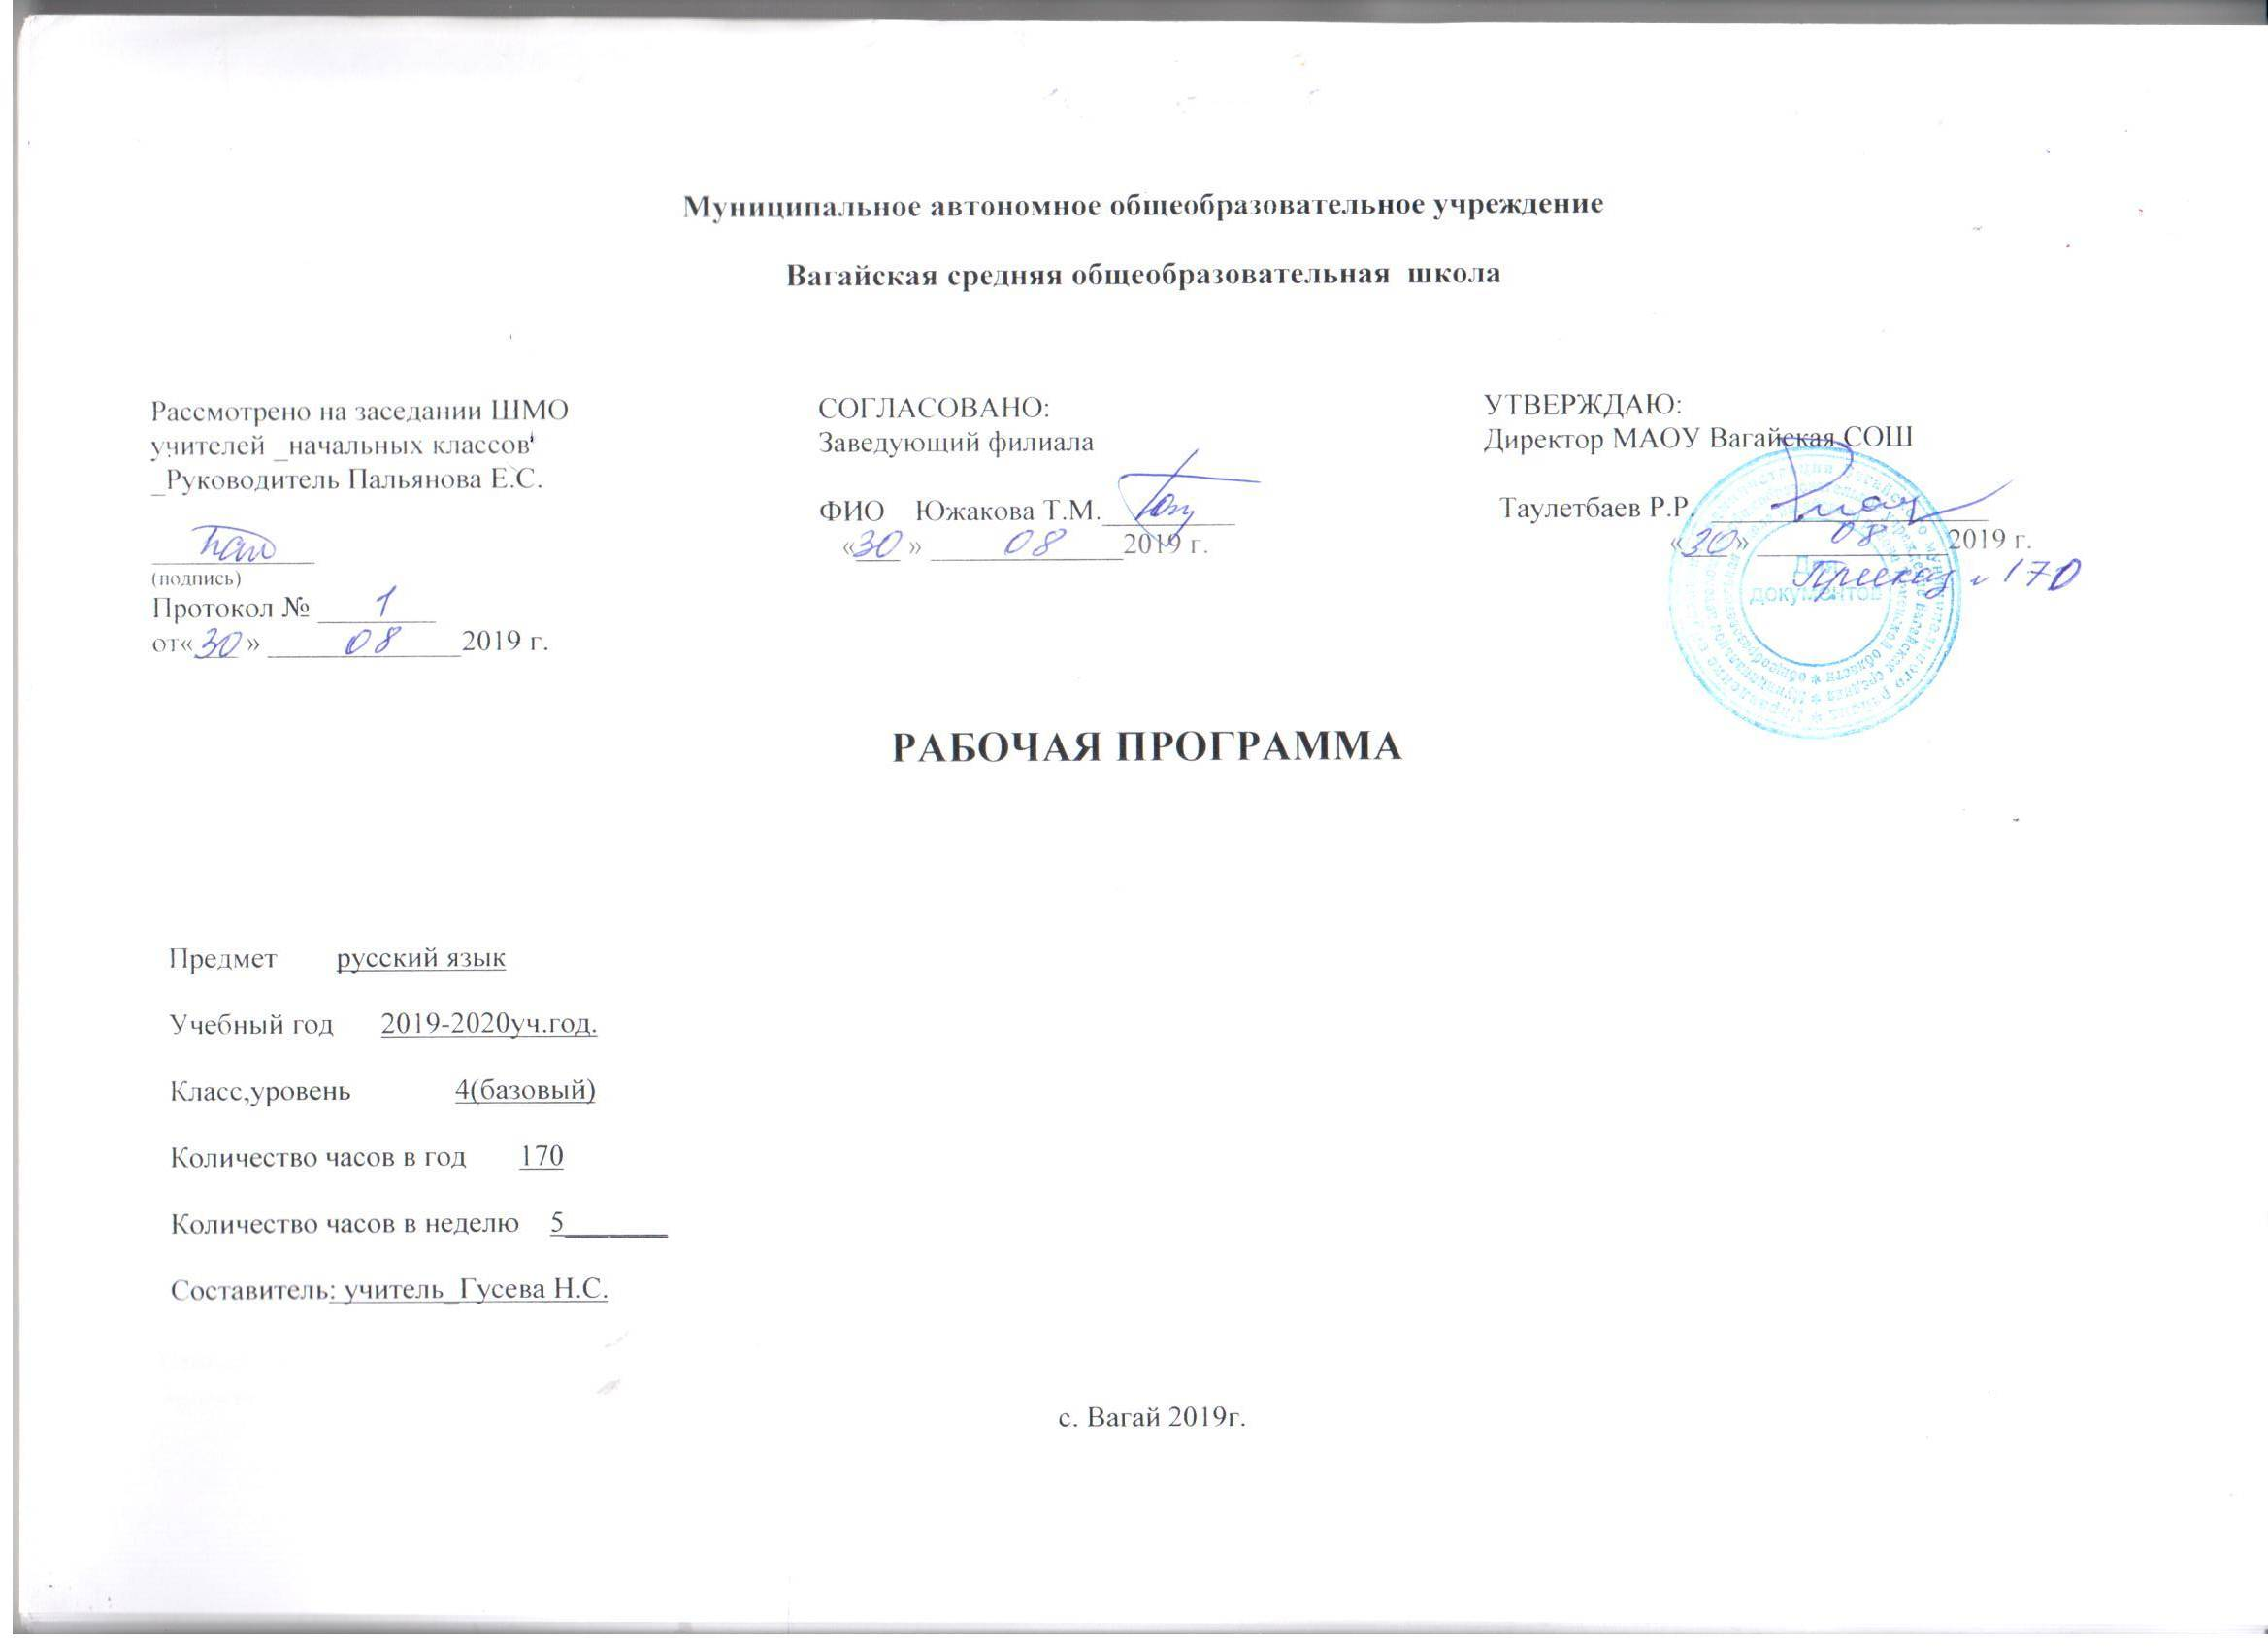 Муниципальное автономное общеобразовательное учреждение
Вагайская средняя общеобразовательная школа
Рассмотрено на заседании ШМО
учителей _начальных классов
_Руководитель Пальянова Е.С.
(подпись)
Протокол № 1
от«30» 08 2019 г.
СОГЛАСОВАНО:
Заведующий филиала
ФИО Южакова Т.М.
«30» 08 2019 г.
УТВЕРЖДАЮ:
Директор МАОУ Вагайская СОШ
Таулетбаев Р.Р.
«30» 08 2019 г.
Приказ № 170
Для
документов
РАБОЧАЯ ПРОГРАММА
Предмет русский язык
Учебный год 2019-2020уч.год.
Класс,уровень 4(базовый)
Количество часов в год 170
Количество часов в неделю 5
Составитель: учитель_Гусева Н.С.
с. Вагай 2019г.